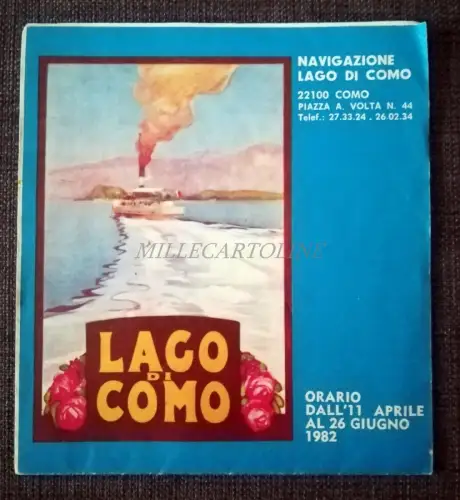 NAVIGAZIONE
LAGO DI COMO
22100 COMO
PIAZZA A. VOLTA N. 44
Telef.: 27.33.24 . 26.02.34
MILLECARTOLINE
LAGO
DI
COMO
ORARIO
DALL'11 APRILE
AL 26 GIUGNO
1982